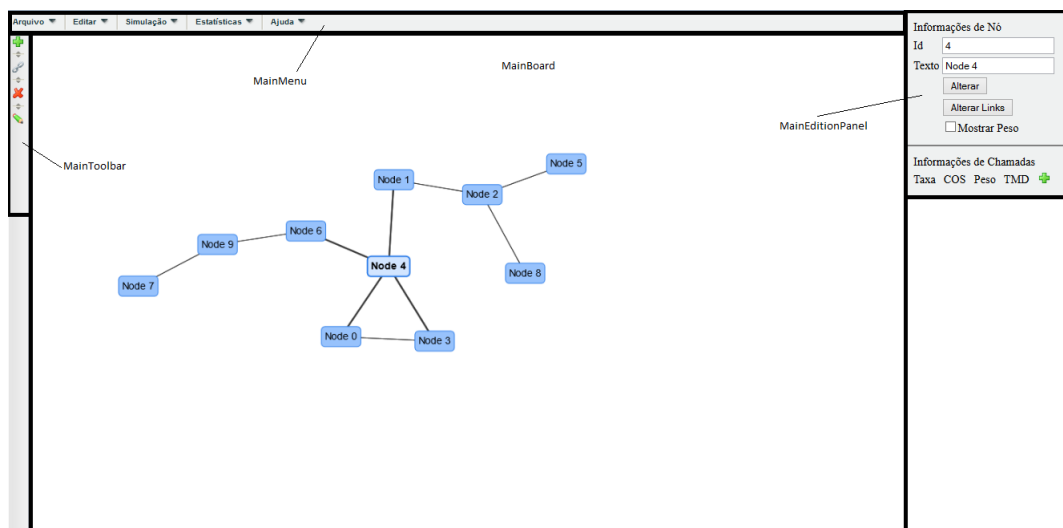 Arquivo Editar Simulação Estatísticas Ajuda
MainMenu
MainBoard
MainToolbar
MainEditionPanel
Informações de Nó
Id 4
Texto Node 4
Alterar
Alterar Links
Mostrar Peso
Informações de Chamadas
Taxa COS Peso TMD
Node 5
Node 1
Node 2
Node 6
Node 9
Node 4
Node 8
Node 7
Node 0
Node 3